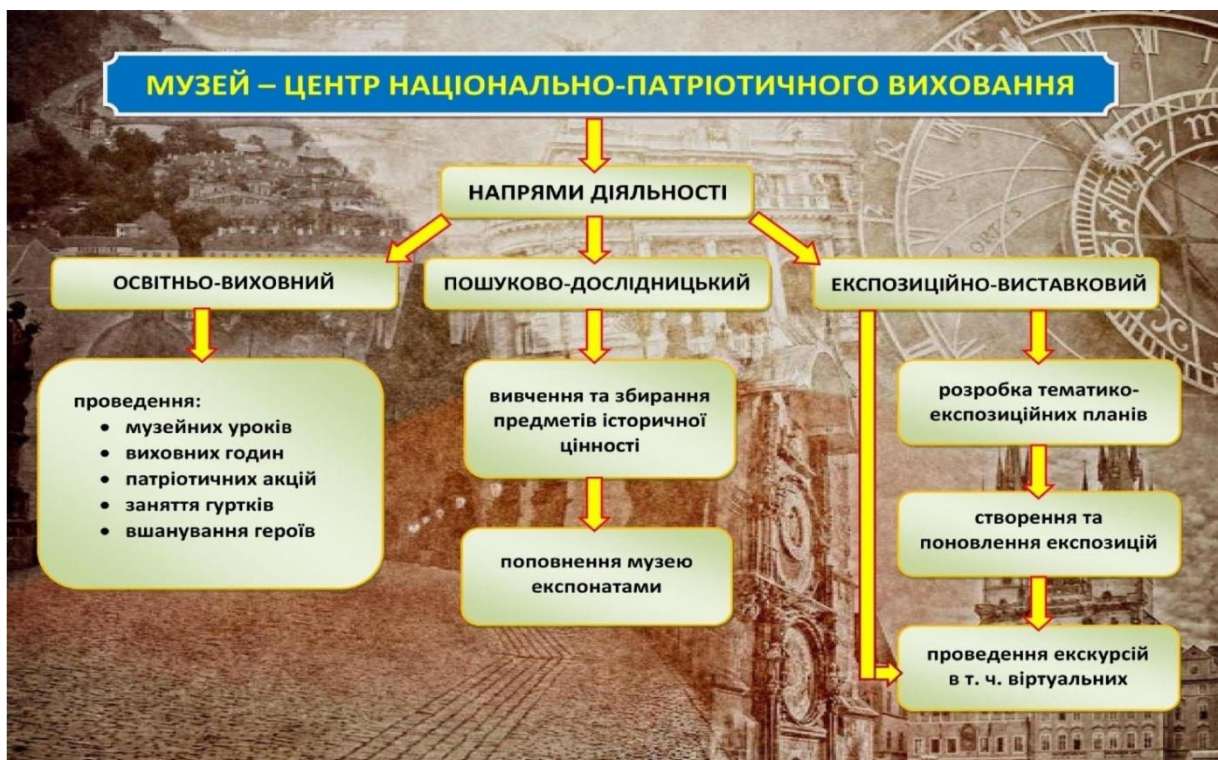 МУЗЕЙ – ЦЕНТР НАЦІОНАЛЬНО-ПАТРІОТИЧНОГО ВИХОВАННЯ
НАПРЯМИ ДІЯЛЬНОСТІ
ОСВІТНЬО-ВИХОВНИЙ
проведення:
• музейних уроків
• виховних годин
• патріотичних акцій
• заняття гуртків
• вшанування героїв
ПОШУКОВО-ДОСЛІДНИЦЬКИЙ
вивчення та збирання
предметів історичної
цінності
поповнення музею
експонатами
ЕКСПОЗИЦІЙНО-ВИСТАВКОВИЙ
розробка тематико-
експозиційних планів
створення та
поновлення експозицій
проведення екскурсій
в т. ч. віртуальних